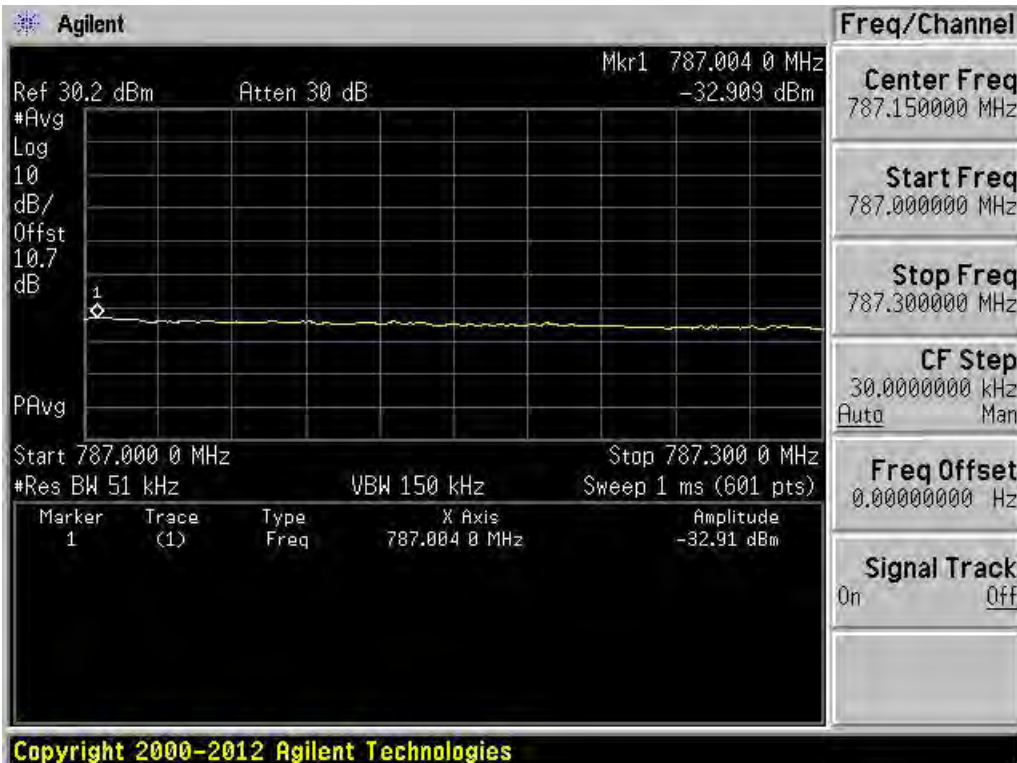 Agilent
Mkr1 787.004 0 MHz
Ref 30.2 dBm Atten 30 dB -32.909 dBm
#Avg
Log
10
dB/
Offst
10.7
dB
1
PAvg
Start 787.000 0 MHz Stop 787.300 0 MHz
#Res BW 51 kHz VBW 150 kHz Sweep 1 ms (601 pts)
Marker Trace Type X Axis Amplitude
1 (1) Freq 787.004 0 MHz -32.91 dBm
Freq/Channel
Center Freq
787.150000 MHz
Start Freq
787.000000 MHz
Stop Freq
787.300000 MHz
CF Step
30.0000000 kHz
Auto Man
Freq Offset
0.00000000 Hz
Signal Track
On Off
Copyright 2000-2012 Agilent Technologies